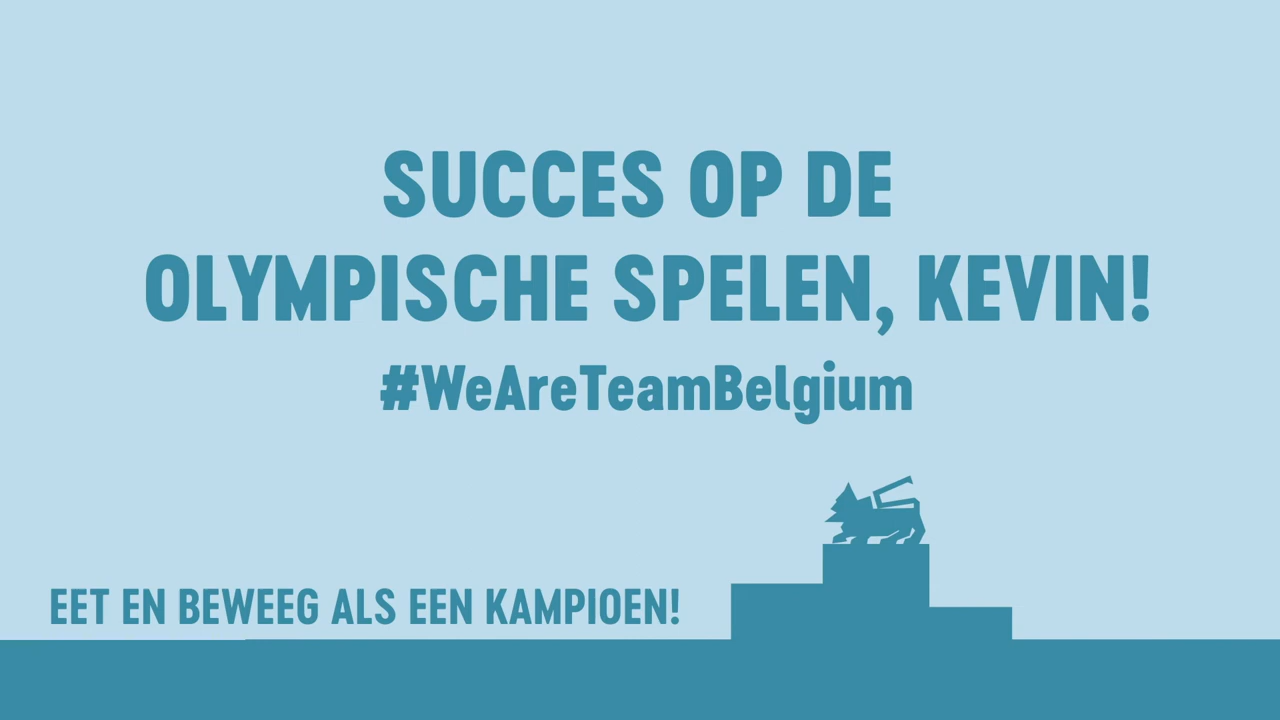 SUCCES OP DE
OLYMPISCHE SPELEN, KEVIN!
#WeAreTeamBelgium
EET EN BEWEEG ALS EEN KAMPIOEN!